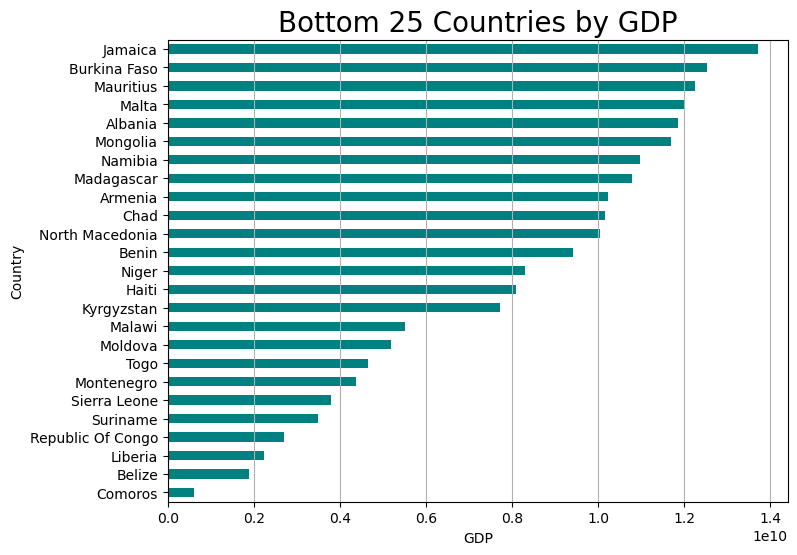 Bottom 25 Countries by GDP
Jamaica
Burkina Faso
Mauritius
Malta
Albania
Mongolia
Namibia
Madagascar
Armenia
Chad
North Macedonia
Benin
Niger
Haiti
Kyrgyzstan
Malawi
Moldova
Togo
Montenegro
Sierra Leone
Suriname
Republic Of Congo
Liberia
Belize
Comoros
Country
0.0 0.2 0.4 0.6 0.8 1.0 1.2 1.4
1e10
GDP